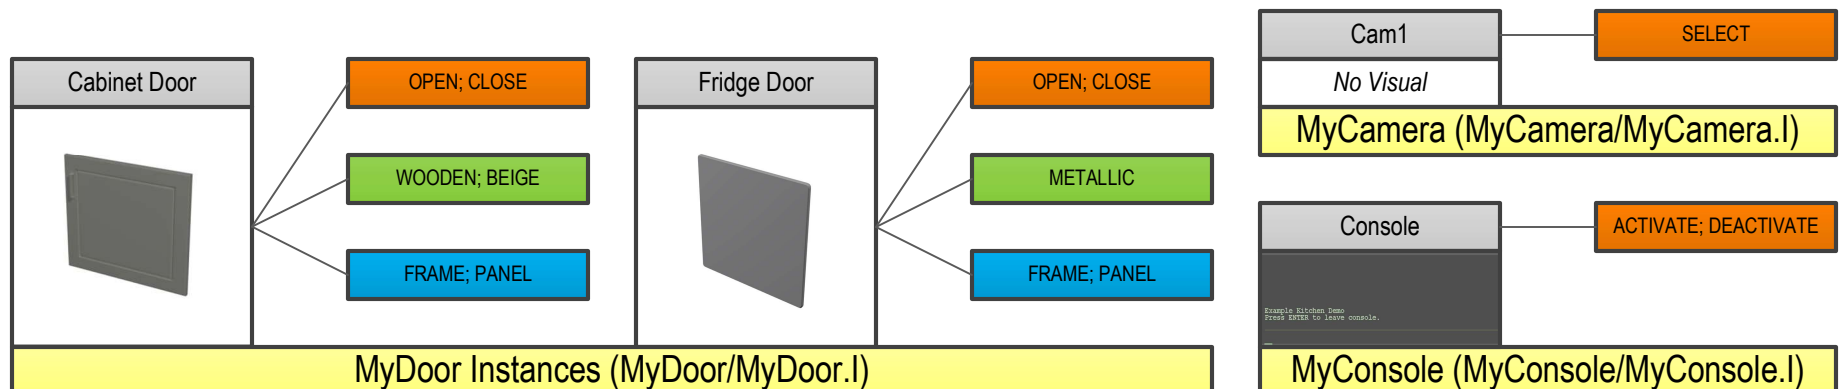 Cabinet Door
OPEN; CLOSE
WOODEN; BEIGE
FRAME; PANEL
Fridge Door
OPEN; CLOSE
METALLIC
FRAME; PANEL
MyDoor Instances (MyDoor/MyDoor.I)
Cam1
No Visual
SELECT
MyCamera (MyCamera/MyCamera.I)
Console
ACTIVATE; DEACTIVATE
Example Kitchen Demo
Press ENTER to leave console.
MyConsole (MyConsole/MyConsole.I)